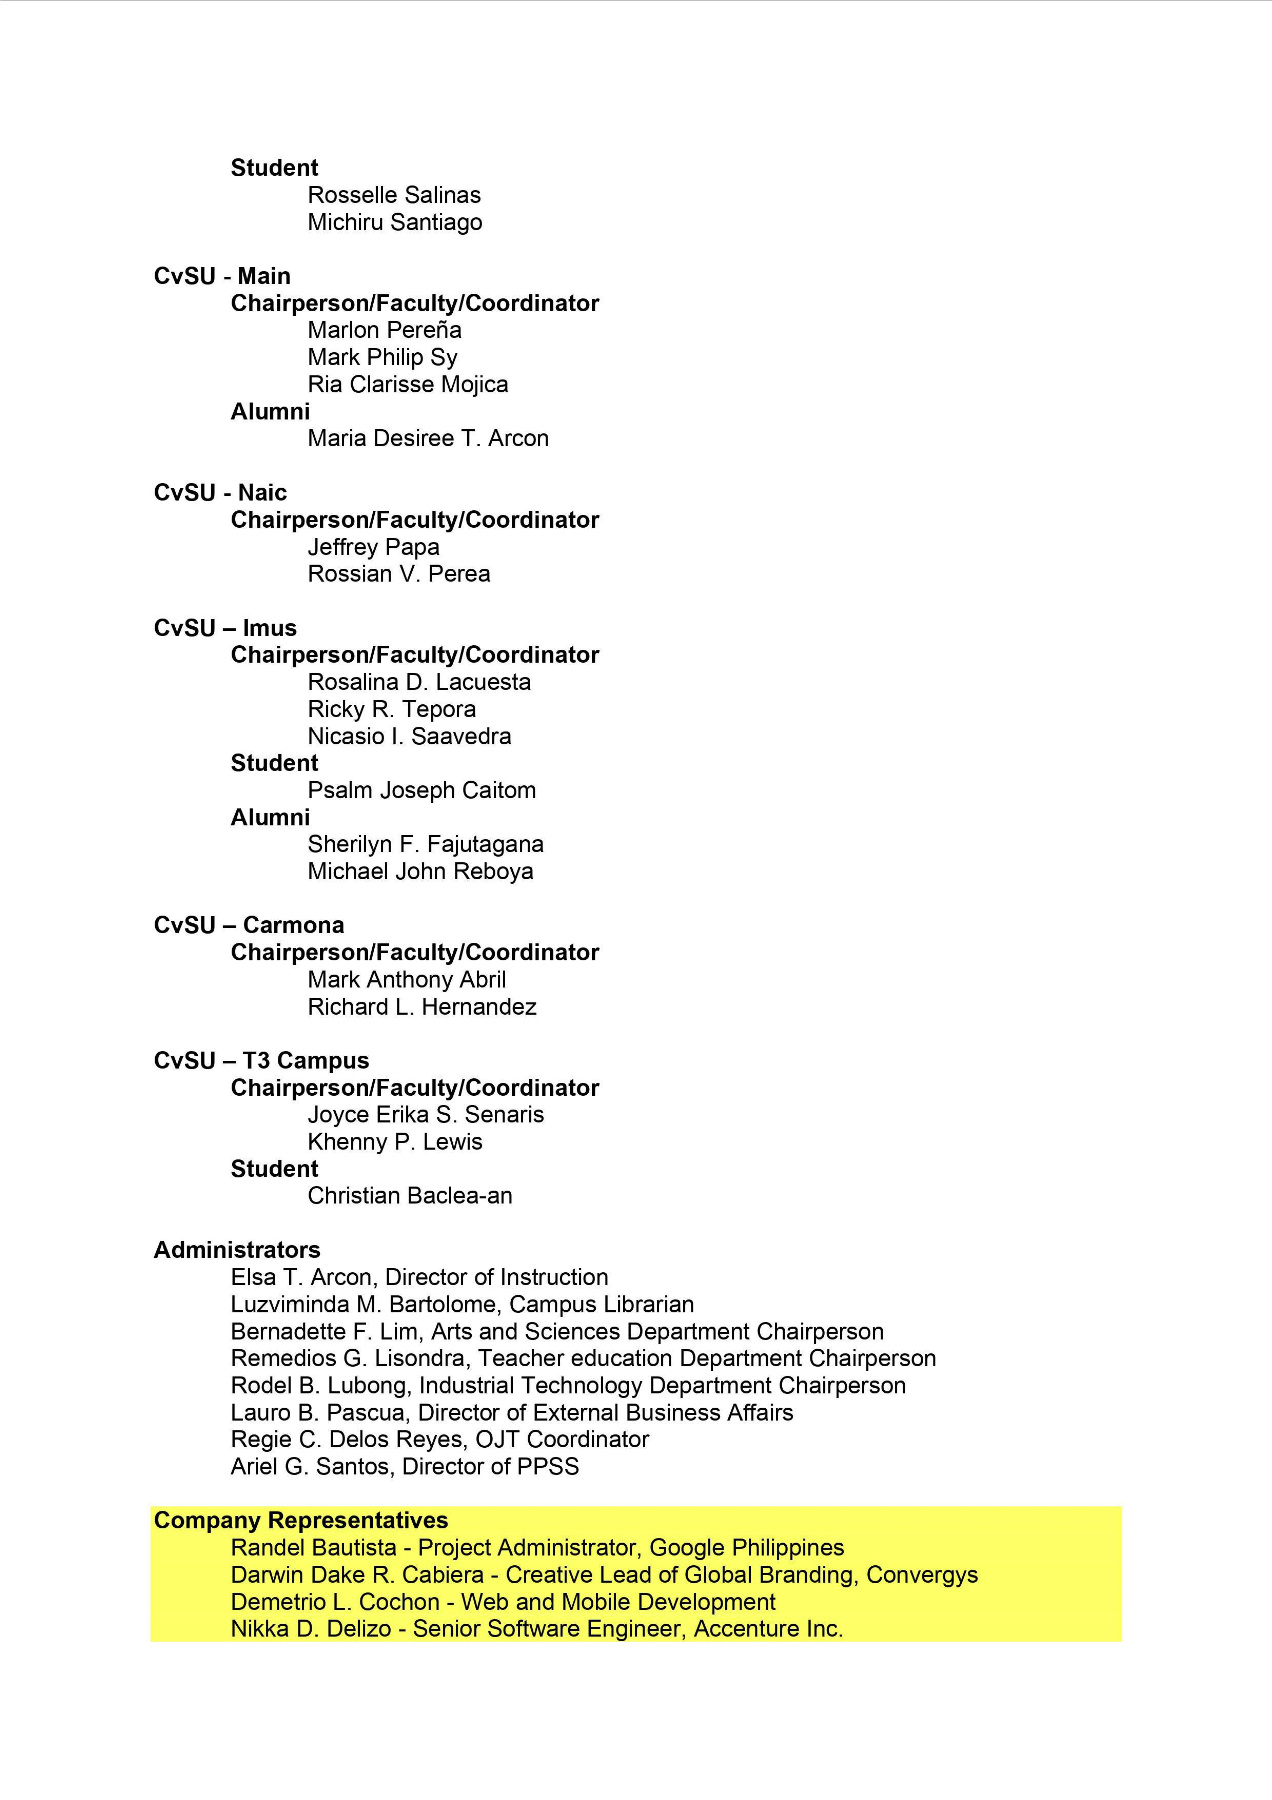 Student
Rosselle Salinas
Michiru Santiago
CvSU - Main
Chairperson/Faculty/Coordinator
Marlon Pereña
Mark Philip Sy
Ria Clarisse Mojica
Alumni
Maria Desiree T. Arcon
CvSU - Naic
Chairperson/Faculty/Coordinator
Jeffrey Papa
Rossian V. Perea
CvSU – Imus
Chairperson/Faculty/Coordinator
Rosalina D. Lacuesta
Ricky R. Tepora
Nicasio I. Saavedra
Student
Psalm Joseph Caitom
Alumni
Sherilyn F. Fajutagana
Michael John Reboya
CvSU – Carmona
Chairperson/Faculty/Coordinator
Mark Anthony Abril
Richard L. Hernandez
CvSU – T3 Campus
Chairperson/Faculty/Coordinator
Joyce Erika S. Senaris
Khenny P. Lewis
Student
Christian Baclea-an
Administrators
Elsa T. Arcon, Director of Instruction
Luzviminda M. Bartolome, Campus Librarian
Bernadette F. Lim, Arts and Sciences Department Chairperson
Remedios G. Lisondra, Teacher education Department Chairperson
Rodel B. Lubong, Industrial Technology Department Chairperson
Lauro B. Pascua, Director of External Business Affairs
Regie C. Delos Reyes, OJT Coordinator
Ariel G. Santos, Director of PPSS
Company Representatives
Randel Bautista - Project Administrator, Google Philippines
Darwin Dake R. Cabiera - Creative Lead of Global Branding, Convergys
Demetrio L. Cochon - Web and Mobile Development
Nikka D. Delizo - Senior Software Engineer, Accenture Inc.